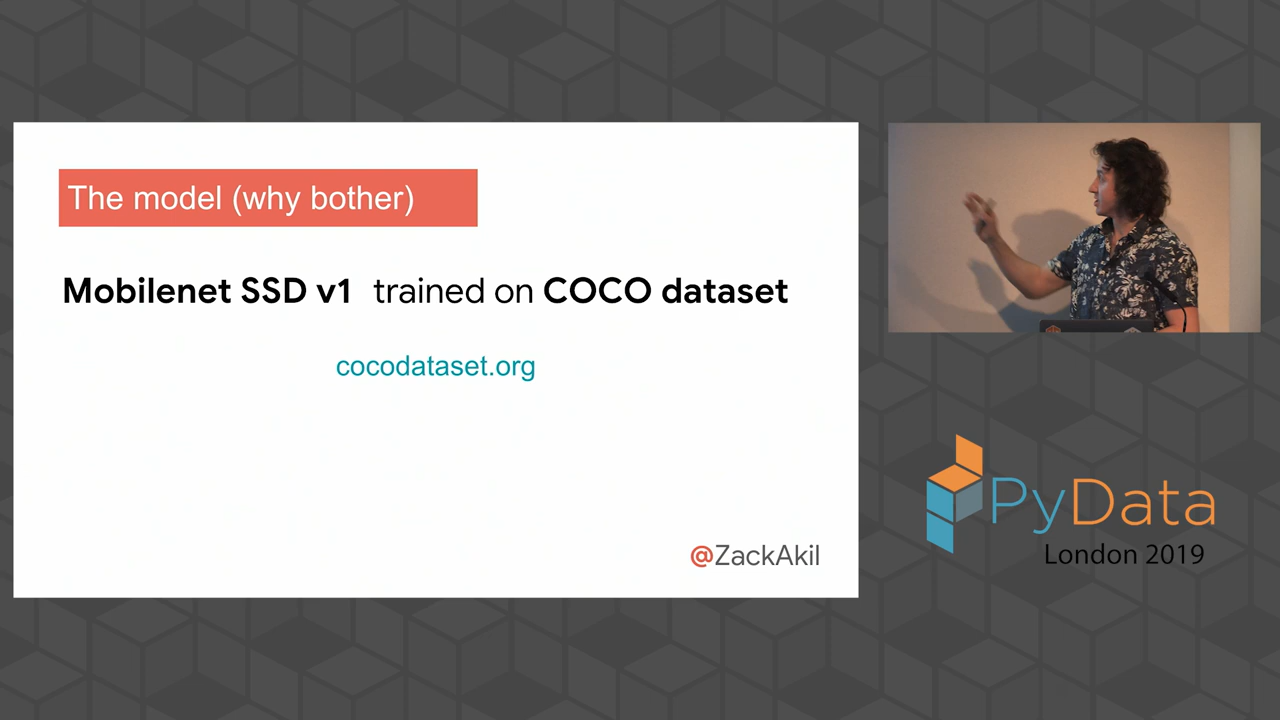 The model (why bother)
Mobilenet SSD v1 trained on COCO dataset
cocodataset.org
@ZackAkil
PyData
London 2019